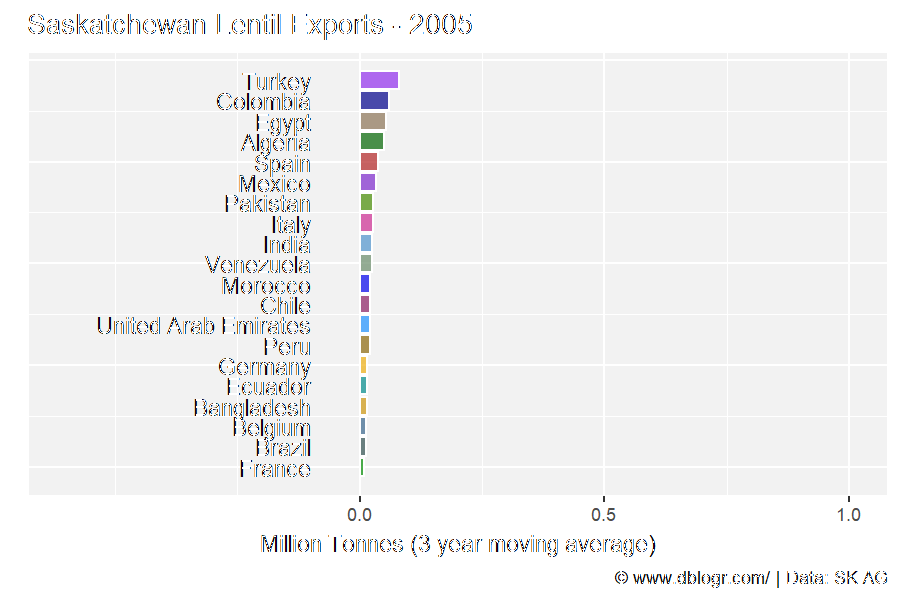 Saskatchewan Lentil Exports - 2005
Turkey
Colombia
Egypt
Algeria
Spain
Mexico
Pakistan
Italy
India
Venezuela
Morocco
Chile
United Arab Emirates
Peru
Germany
Ecuador
Bangladesh
Belgium
Brazil
France
0.0 0.5 1.0
Million Tonnes (3 year moving average)
© www.dblogr.com/ | Data: SK AG